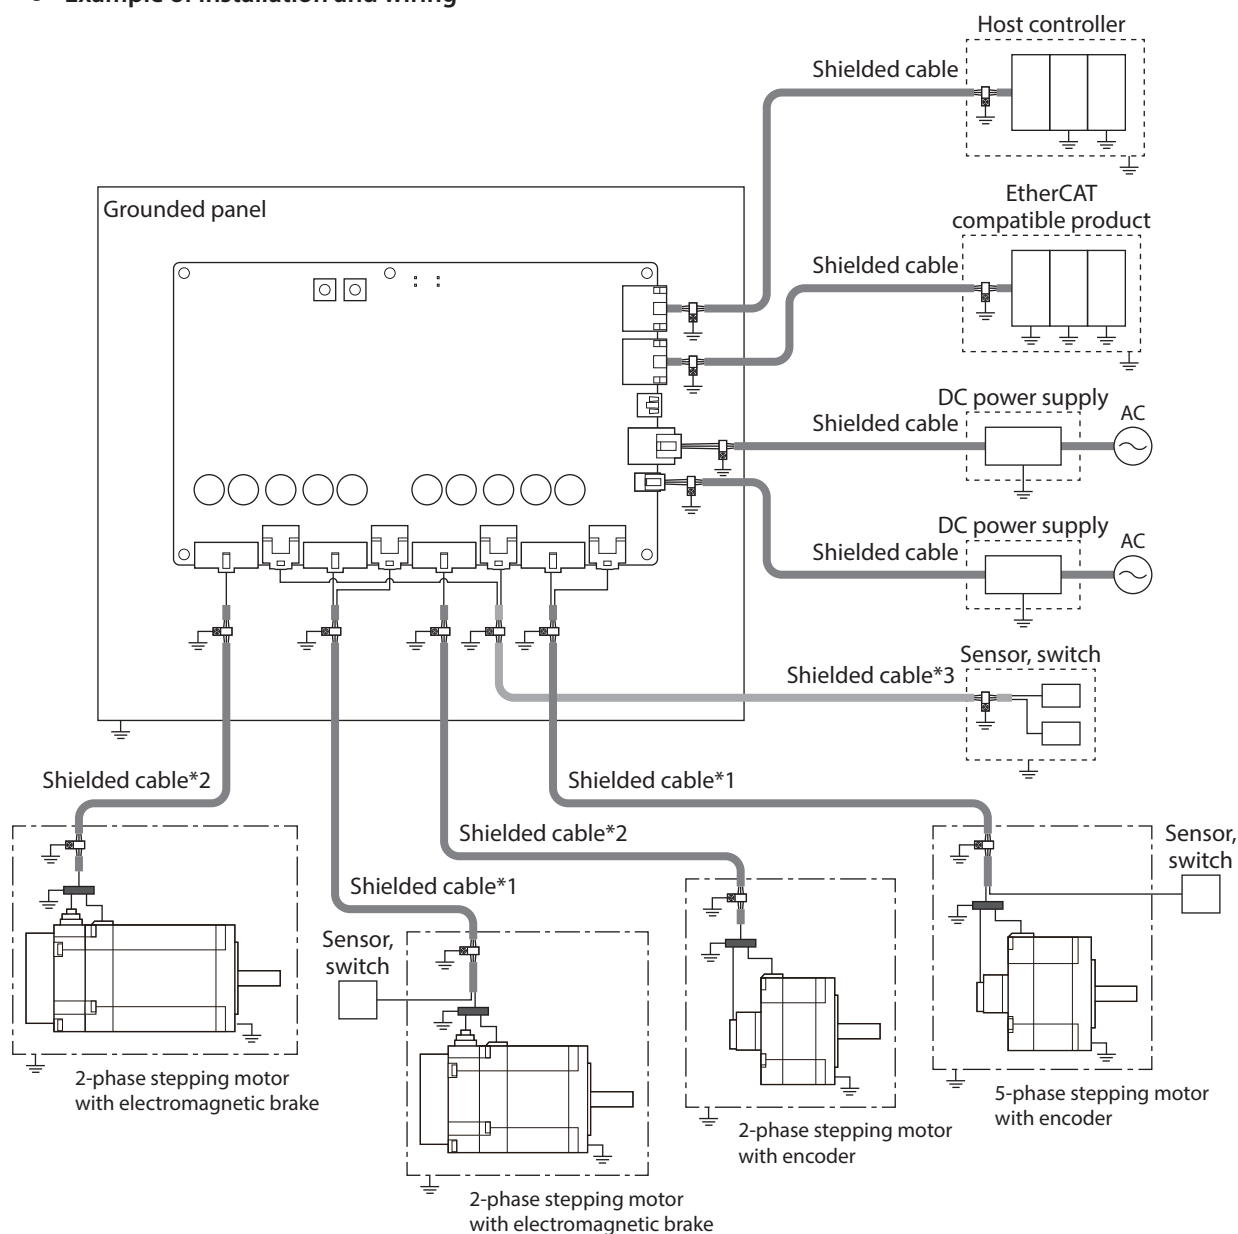 Example of installation and wiring
Host controller
Shielded cable
Grounded panel
EtherCAT
compatible product
Shielded cable
DC power supply
AC
Shielded cable
DC power supply
AC
Shielded cable
Sensor, switch
Shielded cable*3
Shielded cable*2
Shielded cable*1
Shielded cable*2
Sensor,
switch
Shielded cable*1
Sensor,
switch
2-phase stepping motor
with electromagnetic brake
5-phase stepping motor
with encoder
2-phase stepping motor
with encoder
2-phase stepping motor
with electromagnetic brake